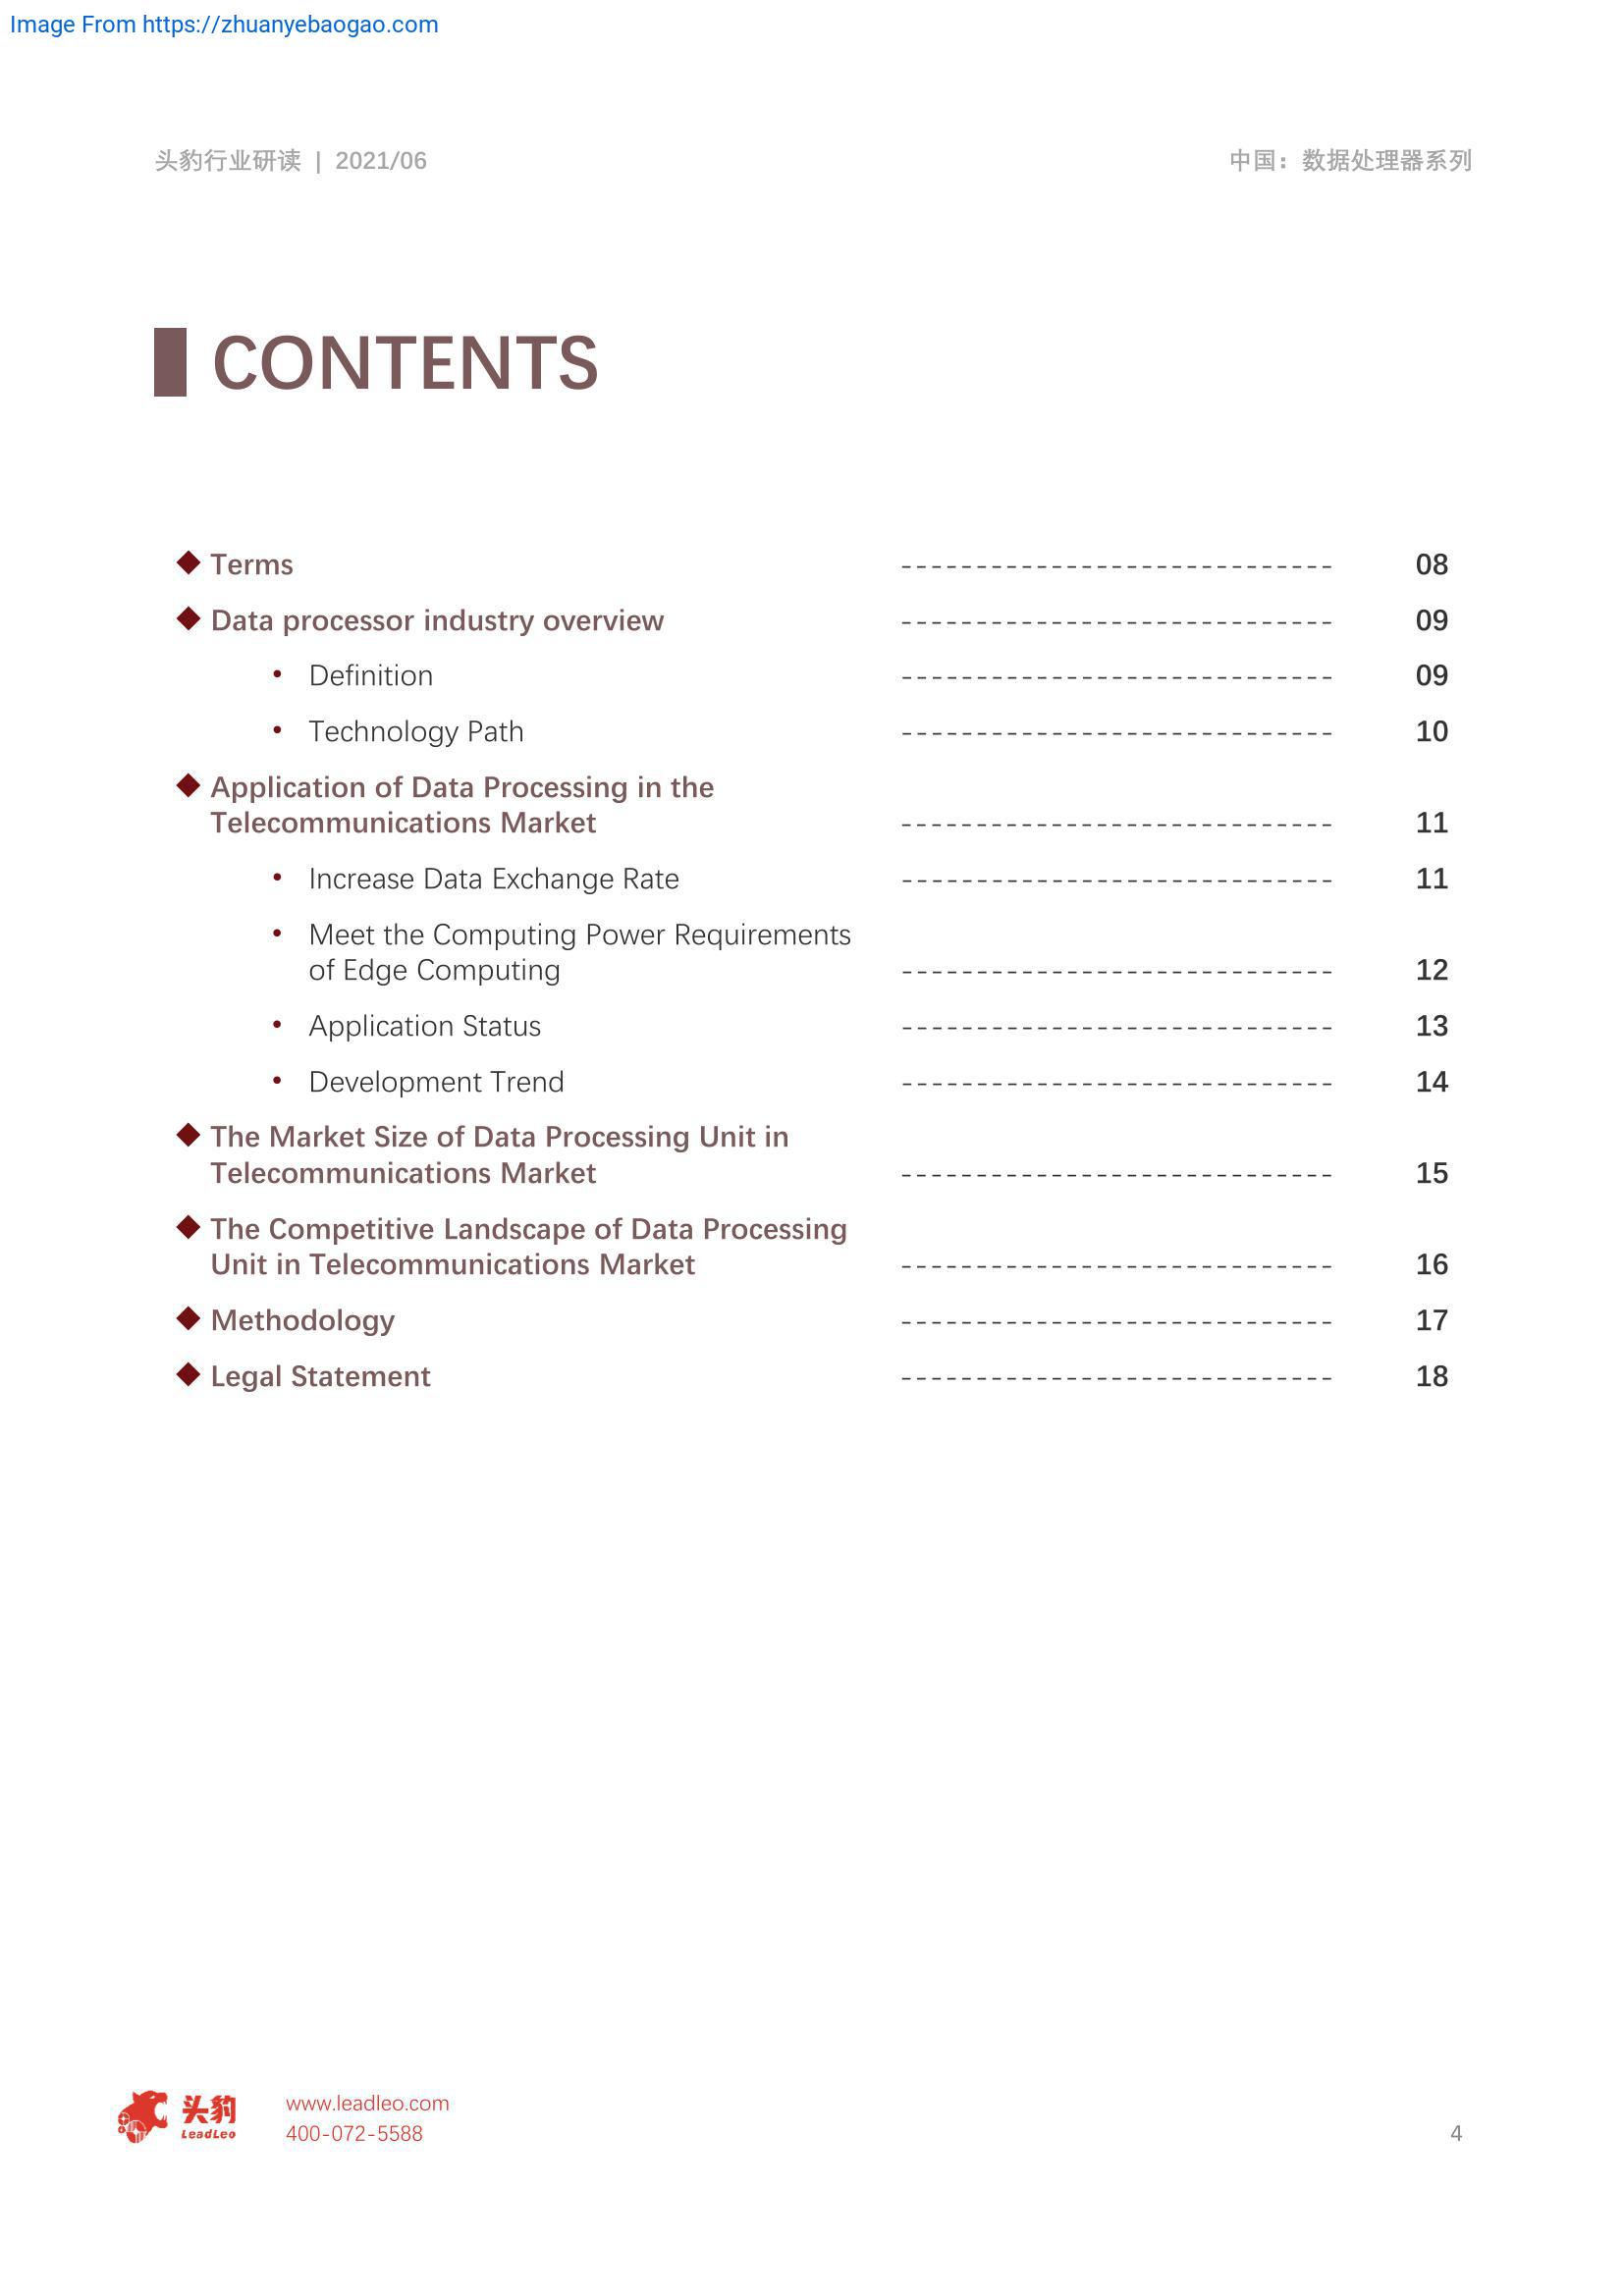 Image From https://zhuanyebaogao.com
头豹行业研读 | 2021/06
中国：数据处理器系列
CONTENTS
◆ Terms ----------------------------- 08
◆ Data processor industry overview ----------------------------- 09
• Definition ----------------------------- 09
• Technology Path ----------------------------- 10
◆ Application of Data Processing in the
Telecommunications Market ----------------------------- 11
• Increase Data Exchange Rate ----------------------------- 11
• Meet the Computing Power Requirements
of Edge Computing ----------------------------- 12
• Application Status ----------------------------- 13
• Development Trend ----------------------------- 14
◆ The Market Size of Data Processing Unit in
Telecommunications Market ----------------------------- 15
◆ The Competitive Landscape of Data Processing
Unit in Telecommunications Market ----------------------------- 16
◆ Methodology ----------------------------- 17
◆ Legal Statement ----------------------------- 18
头豹
LeadLeo
www.leadleo.com
400-072-5588
4